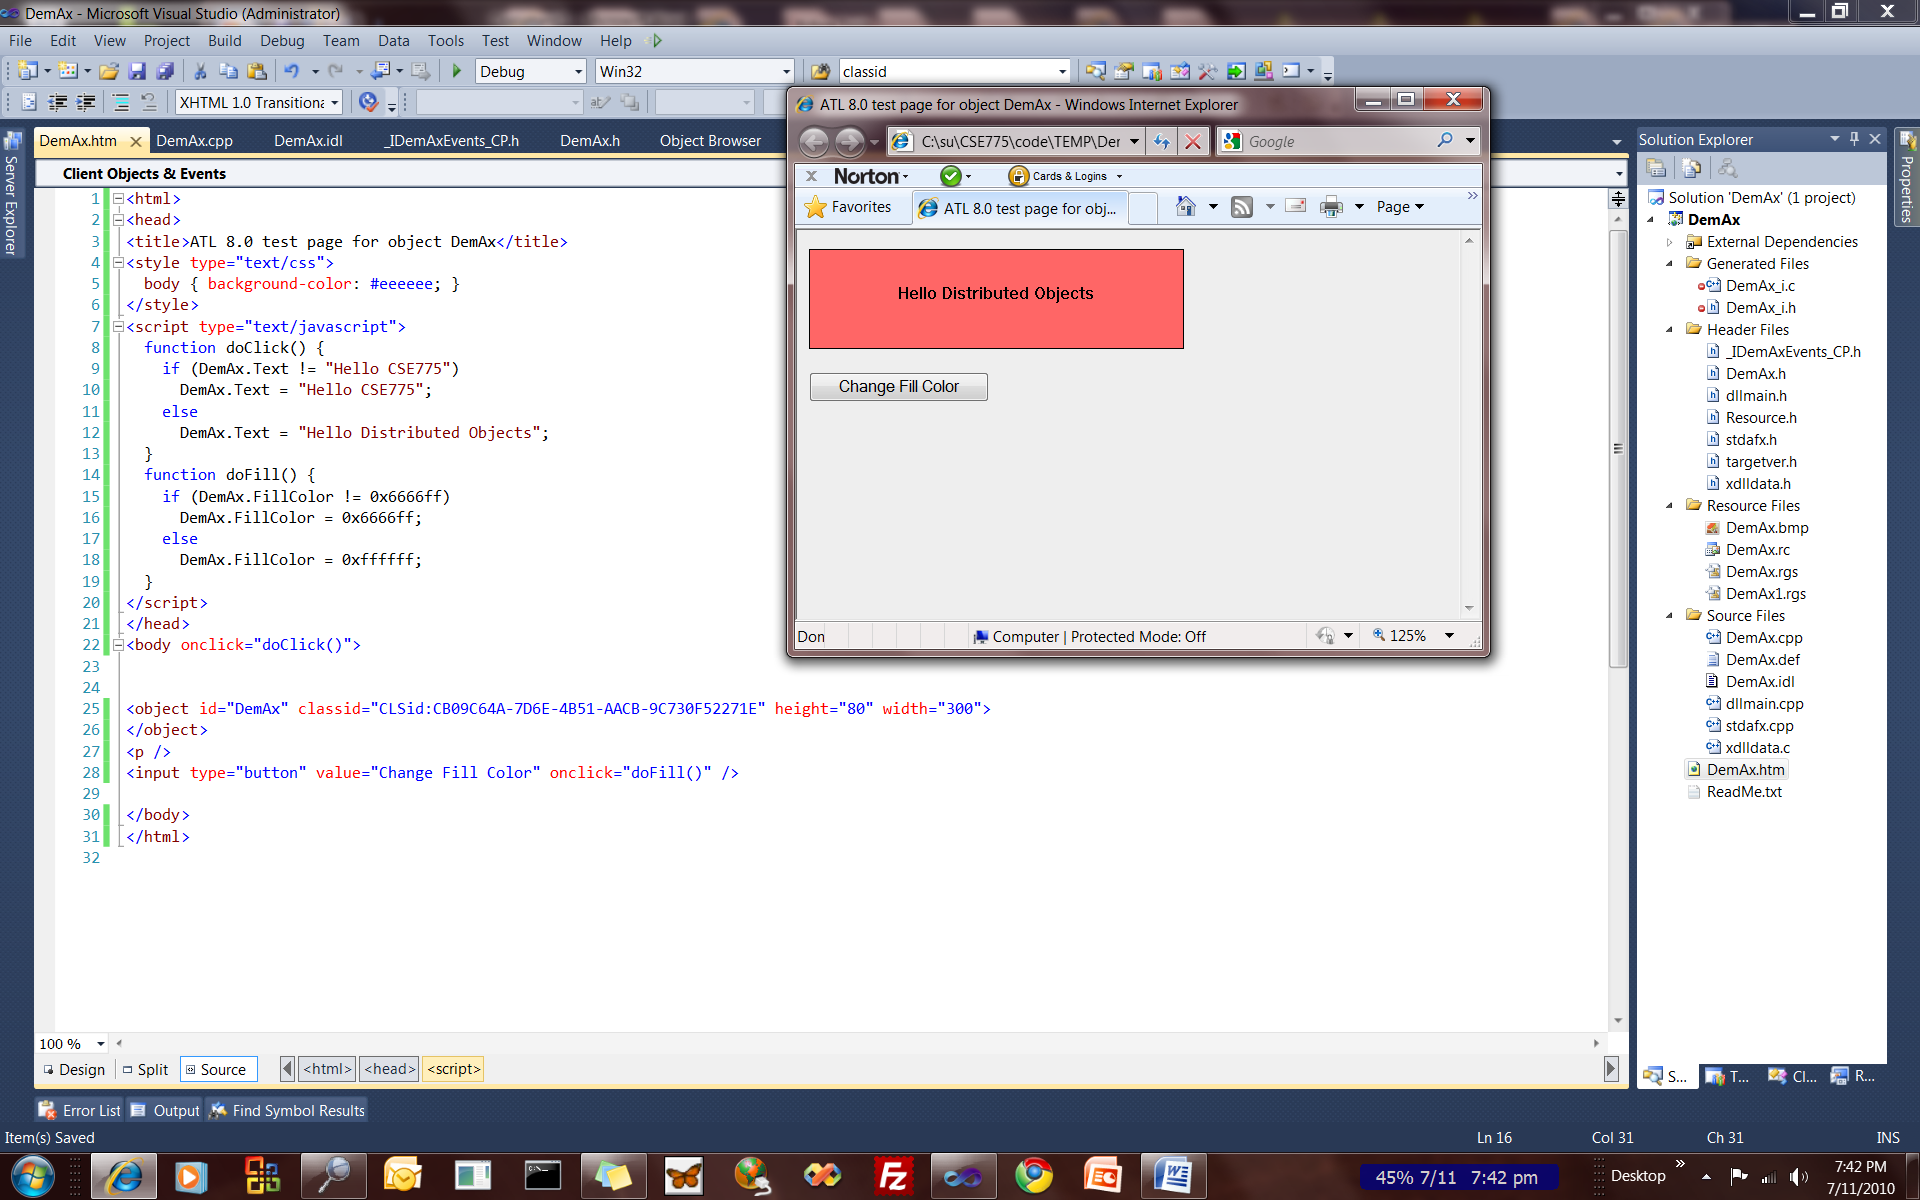 DemAx - Microsoft Visual Studio (Administrator)
File Edit View Project Build Debug Team Data Tools Test Window Help
Debug Win32 classid
XHTML 1.0 Transitiona
DemAx.htm DemAx.cpp DemAx.idl _IDemAxEvents_CP.h DemAx.h Object Browser
Server Explorer
Client Objects & Events
1 <html>
2 <head>
3 <title>ATL 8.0 test page for object DemAx</title>
4 <style type="text/css">
5 body { background-color: #eeeeee; }
6 </style>
7 <script type="text/javascript">
8 function doClick() {
9 if (DemAx.Text != "Hello CSE775")
10 DemAx.Text = "Hello CSE775";
11 else
12 DemAx.Text = "Hello Distributed Objects";
13 }
14 function doFill() {
15 if (DemAx.FillColor != 0x6666ff)
16 DemAx.FillColor = 0x6666ff;
17 else
18 DemAx.FillColor = 0xffffff;
19 }
20 </script>
21 </head>
22 <body onclick="doClick()">
23
24
25 <object id="DemAx" classid="CLSid:CB09C64A-7D6E-4B51-AACB-9C730F52271E" height="80" width="300">
26 </object>
27 <p />
28 <input type="button" value="Change Fill Color" onclick="doFill()" />
29
30 </body>
31 </html>
32
ATL 8.0 test page for object DemAx - Windows Internet Explorer
C:\su\CSE775\code\TEMP\Der Google
x Norton Cards & Logins
Favorites ATL 8.0 test page for obj... Page
Hello Distributed Objects
Change Fill Color
Don Computer | Protected Mode: Off 125%
Solution Explorer
Properties
Solution 'DemAx' (1 project)
DemAx
External Dependencies
Generated Files
DemAx_i.c
DemAx_i.h
Header Files
_IDemAxEvents_CP.h
DemAx.h
dllmain.h
Resource.h
stdafx.h
targetver.h
xdlldata.h
Resource Files
DemAx.bmp
DemAx.rc
DemAx.rgs
DemAx1.rgs
Source Files
DemAx.cpp
DemAx.def
DemAx.idl
dllmain.cpp
stdafx.cpp
xdlldata.c
DemAx.htm
ReadMe.txt
S... T... Cl... R...
100 %
Design Split Source <html> <head> <script>
Error List Output Find Symbol Results
Item(s) Saved Ln 16 Col 31 Ch 31 INS
45% 7/11 7:42 pm Desktop
7:42 PM
7/11/2010